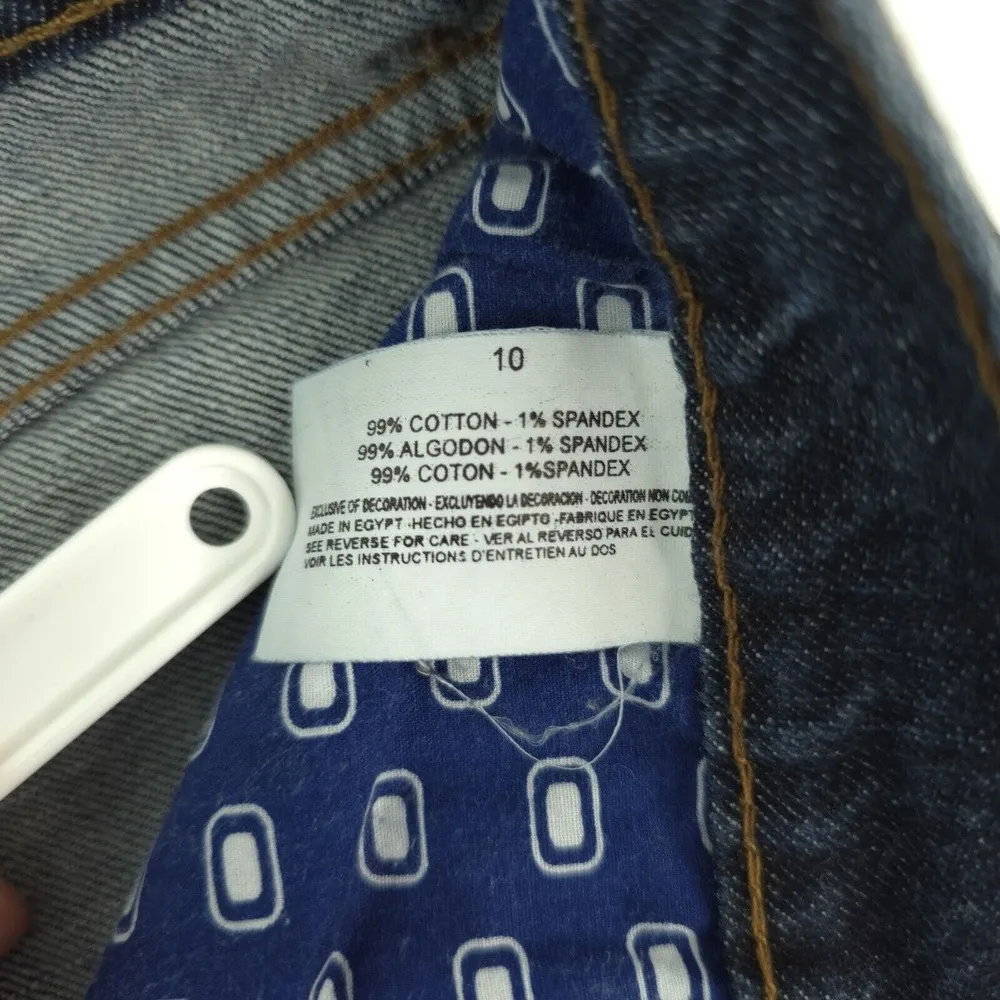 10
99% COTTON - 1% SPANDEX
99% ALGODON - 1% SPANDEX
99% COTON - 1%SPANDEX
EXCLUSIVE OF DECORATION - EXCLUYENDO LA DECORACION - DECORATION NON
MADE IN EGYPT -HECHO EN EGIPTO -FABRIQUE EN EGYPT
SEE REVERSE FOR CARE - VER AL REVERSO PARA EL CUID
VOIR LES INSTRUCTIONS D'ENTRETIEN AU DOS